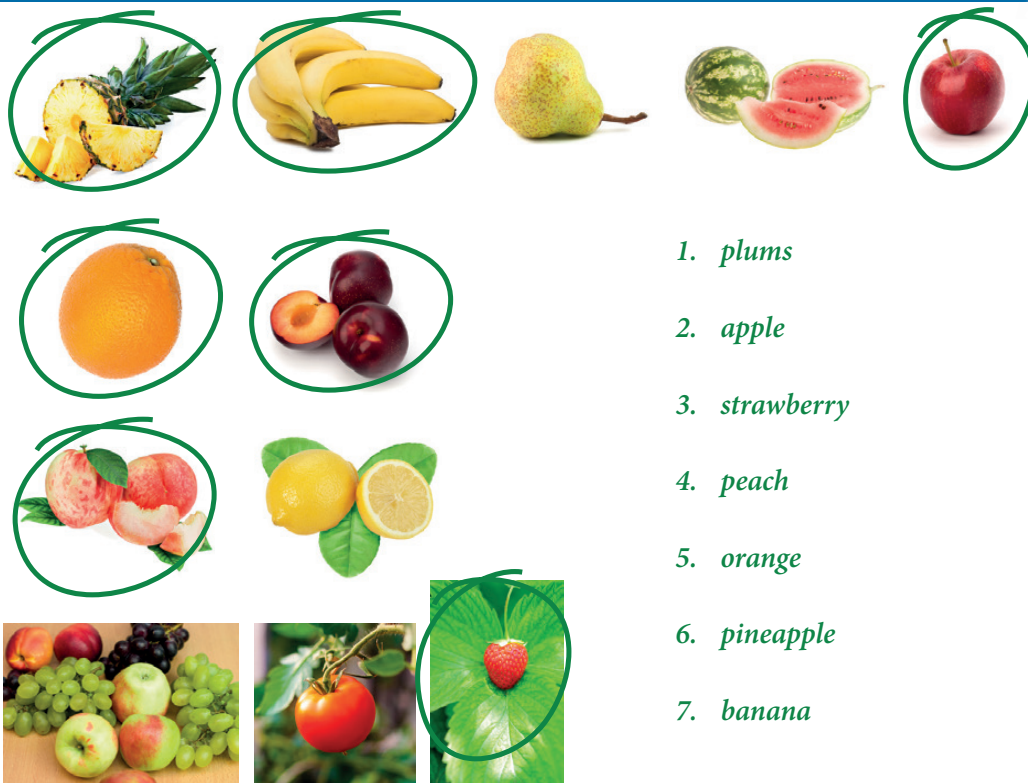 1. plums
2. apple
3. strawberry
4. peach
5. orange
6. pineapple
7. banana